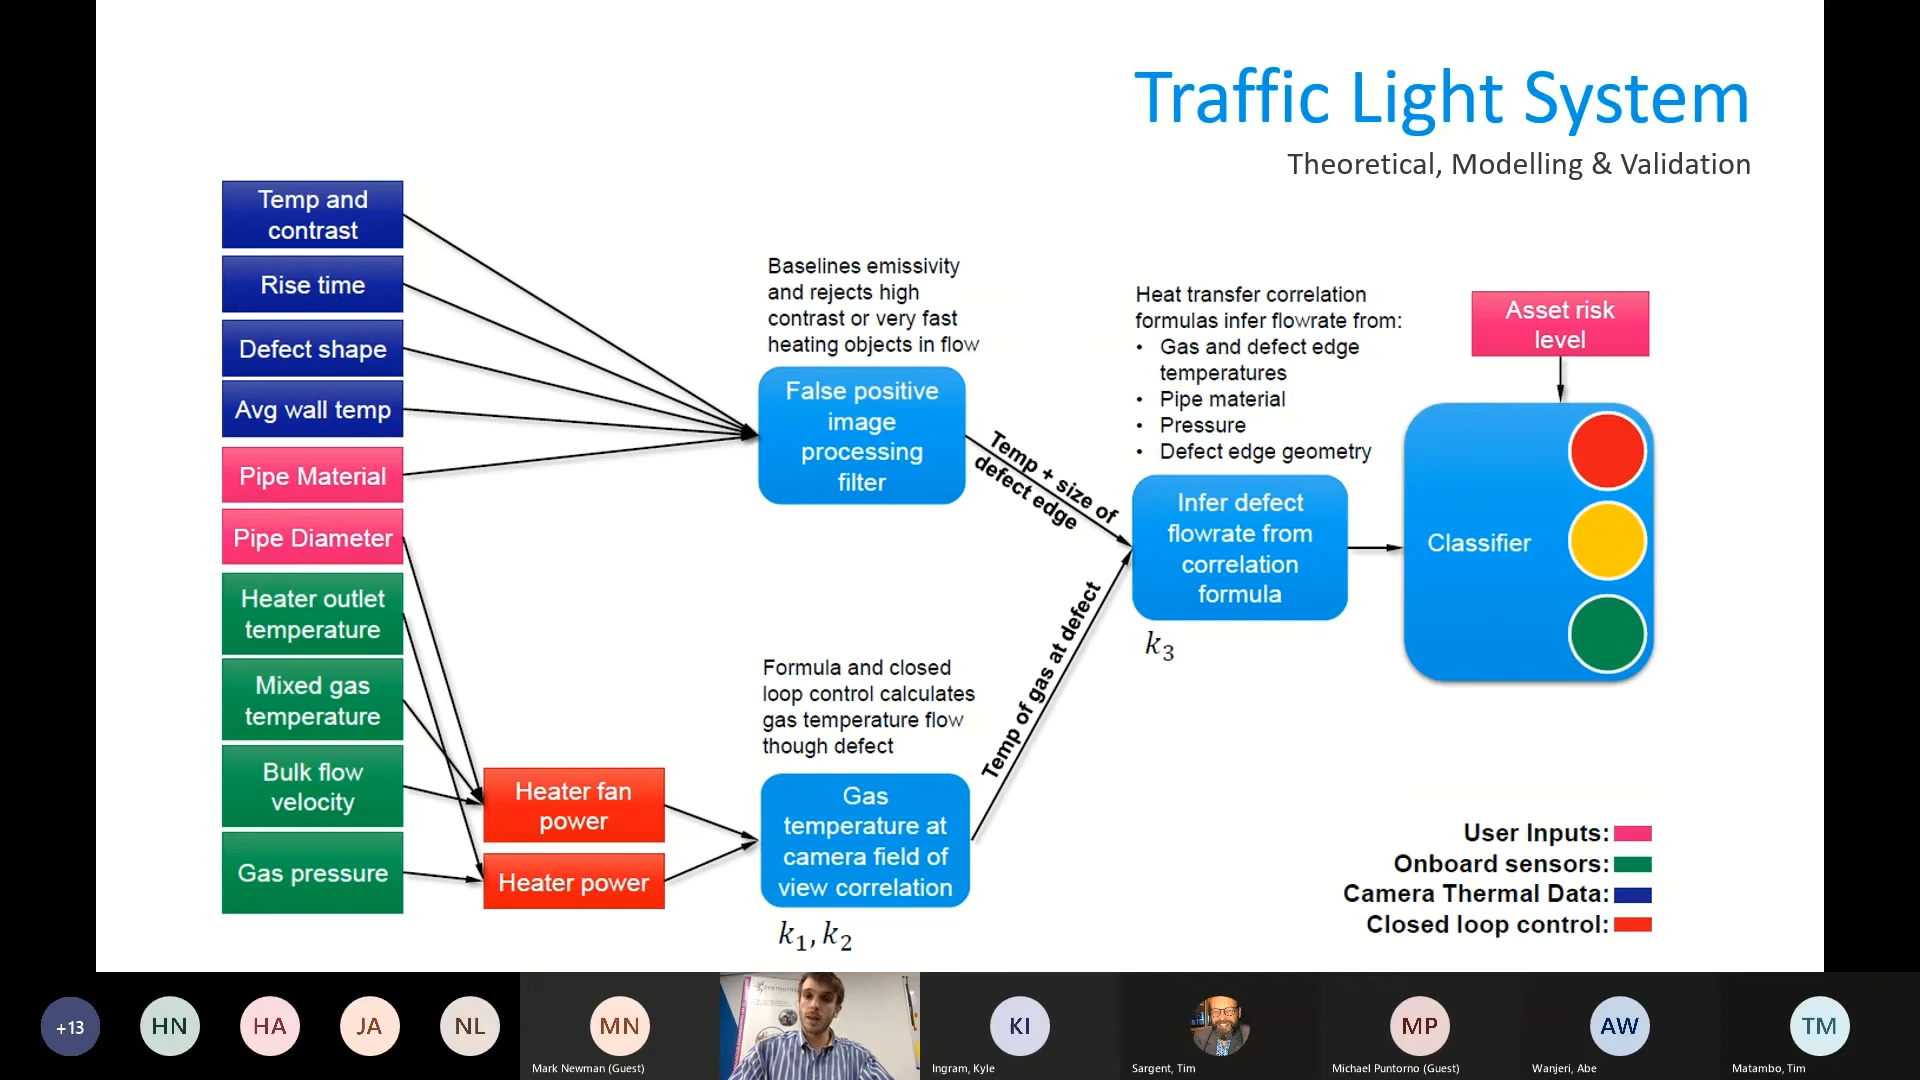 Traffic Light System
Theoretical, Modelling & Validation
Temp and
contrast
Rise time
Defect shape
Avg wall temp
Pipe Material
Pipe Diameter
Heater outlet
temperature
Mixed gas
temperature
Bulk flow
velocity
Gas pressure
Heater fan
power
Heater power
Baselines emissivity
and rejects high
contrast or very fast
heating objects in flow
False positive
image
processing
filter
Formula and closed
loop control calculates
gas temperature flow
though defect
Gas
temperature at
camera field of
view correlation
k₁, k₂
Temp + size of
defect edge
Temp of gas at defect
Heat transfer correlation
formulas infer flowrate from:
• Gas and defect edge
temperatures
• Pipe material
• Pressure
• Defect edge geometry
Infer defect
flowrate from
correlation
formula
k₃
Asset risk
level
Classifier
User Inputs:
Onboard sensors:
Camera Thermal Data:
Closed loop control:
+13
HN
HA
JA
NL
MN
Mark Newman (Guest)
KI
Ingram, Kyle
Sargent, Tim
MP
Michael Puntorno (Guest)
AW
Wanjeri, Abe
TM
Matambo, Tim